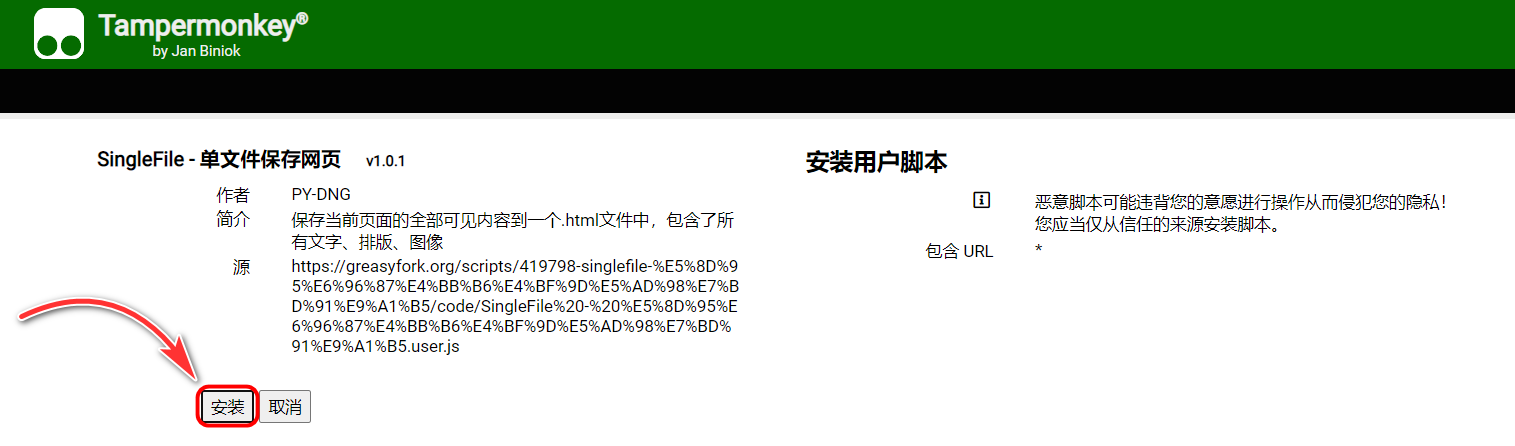 Tampermonkey®
by Jan Biniok
SingleFile - 单文件保存网页 v1.0.1
作者 PY-DNG
简介 保存当前页面的全部可见内容到一个.html文件中，包含了所
有文字、排版、图像
源 https://greasyfork.org/scripts/419798-singlefile-%E5%8D%9
5%E6%96%87%E4%BB%B6%E4%BF%9D%E5%AD%98%E7%B
D%91%E9%A1%B5/code/SingleFile%20-%20%E5%8D%95%E
6%96%87%E4%BB%B6%E4%BF%9D%E5%AD%98%E7%BD%
91%E9%A1%B5.user.js
安装 取消
安装用户脚本
恶意脚本可能违背您的意愿进行操作从而侵犯您的隐私！
您应当仅从信任的来源安装脚本。
包含 URL *